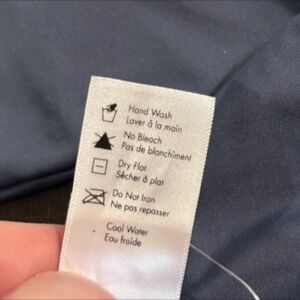 Hand Wash
Laver à la main
No Bleach
Pas de blanchiment
Dry Flat
Sécher à plat
Do Not Iron
Ne pas repasser
Cool Water
Eau froide